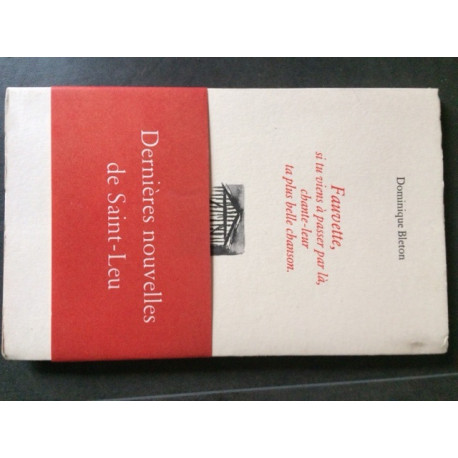 Dominique Bleton
Fauvette,
si tu viens à passer par là,
chante-leur
ta plus belle chanson.
Dernières nouvelles
de Saint-Leu